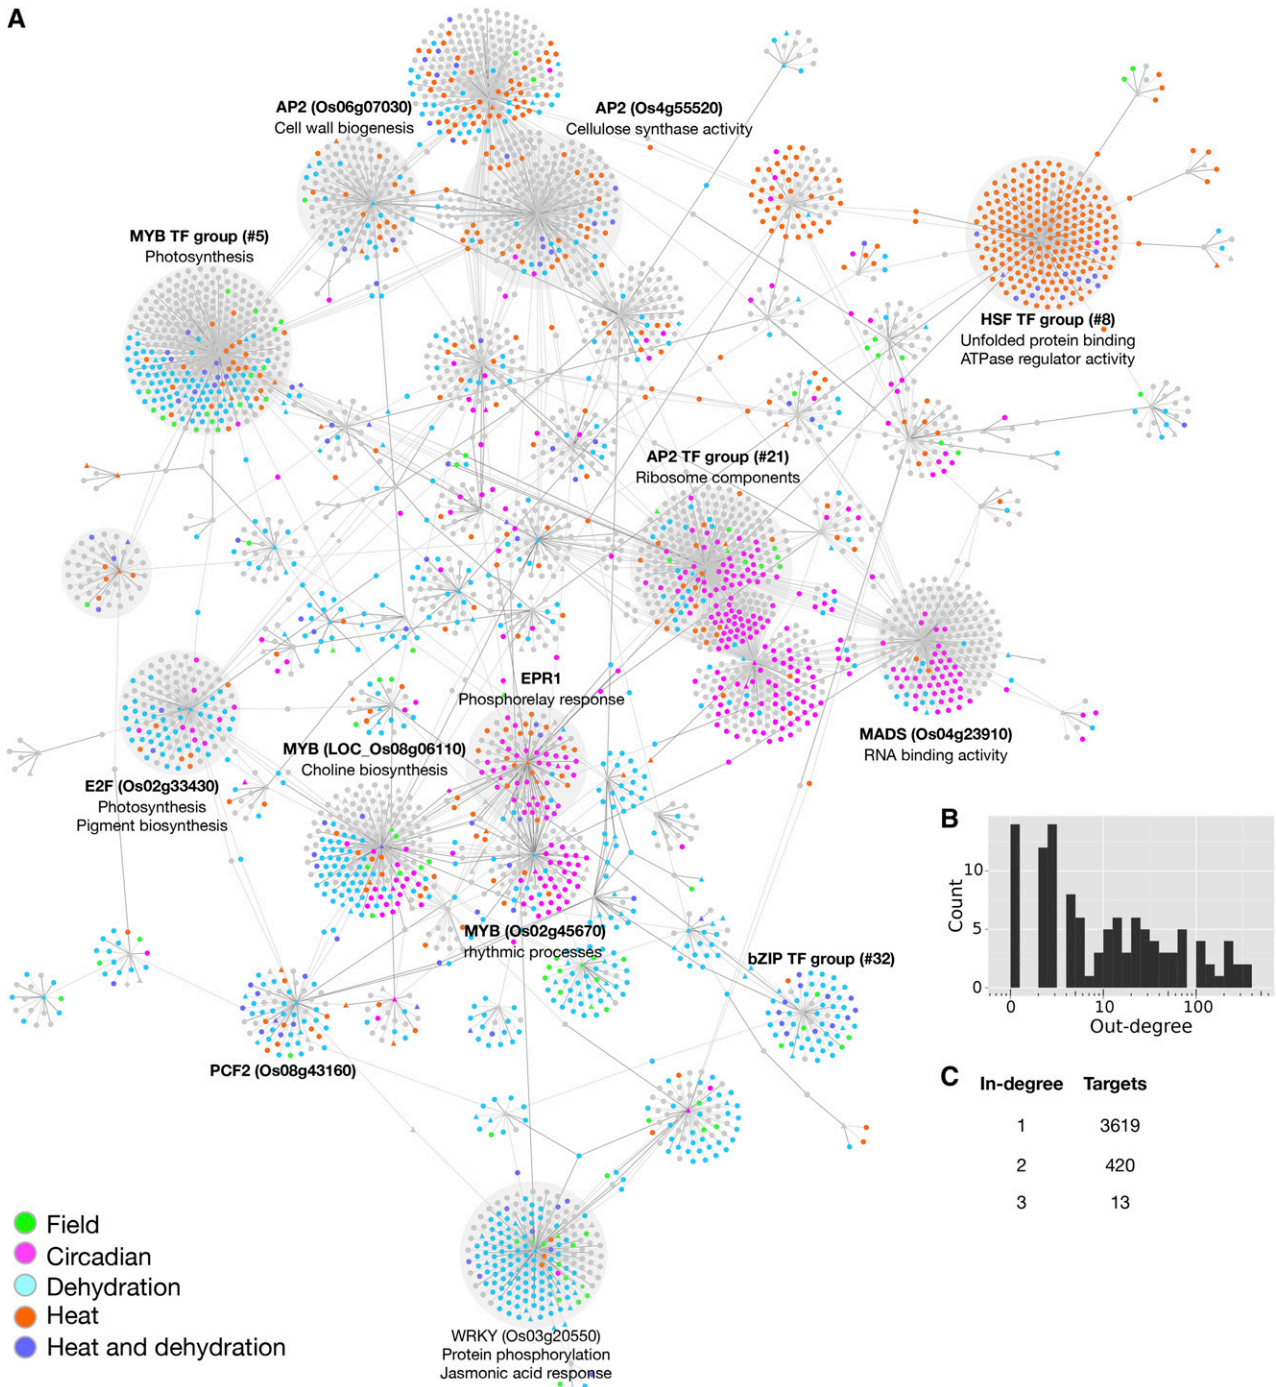 A
AP2 (Os06g07030)
Cell wall biogenesis
AP2 (Os4g55520)
Cellulose synthase activity
MYB TF group (#5)
Photosynthesis
HSF TF group (#8)
Unfolded protein binding
ATPase regulator activity
AP2 TF group (#21)
Ribosome components
EPR1
Phosphorelay response
MYB (LOC_Os08g06110)
Choline biosynthesis
MADS (Os04g23910)
RNA binding activity
E2F (Os02g33430)
Photosynthesis
Pigment biosynthesis
MYB (Os02g45670)
rhythmic processes
bZIP TF group (#32)
PCF2 (Os08g43160)
WRKY (Os03g20550)
Protein phosphorylation
Jasmonic acid response
Field
Circadian
Dehydration
Heat
Heat and dehydration
B
Count
10
5
0
0
10
100
Out-degree
C
In-degree Targets
1 3619
2 420
3 13